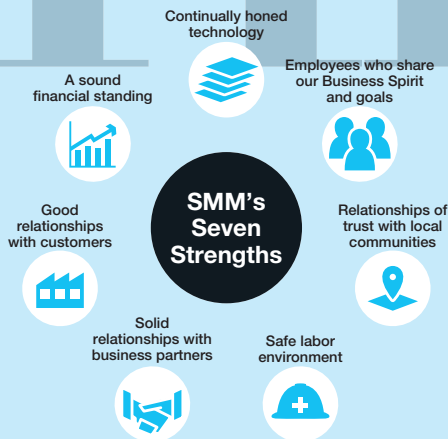 Continually honed
technology
Employees who share
our Business Spirit
and goals
A sound
financial standing
SMM's
Seven
Strengths
Good
relationships
with customers
Relationships of
trust with local
communities
Solid
relationships with
business partners
Safe labor
environment